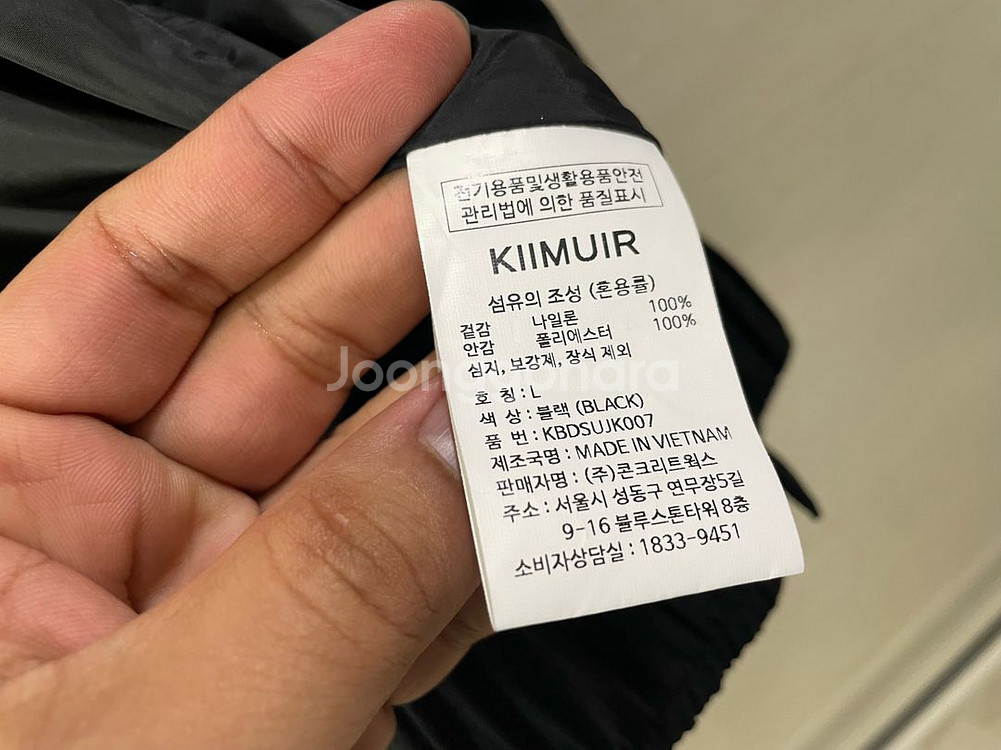 전기용품및생활용품안전
관리법에 의한 품질표시
KIIMUIR
섬유의 조성 (혼용률)
겉감 나일론 100%
안감 폴리에스터 100%
심지, 보강제, 장식 제외
Joongonara
호 칭 : L
색 상 : 블랙 (BLACK)
품 번 : KBDSUJK007
제조국명 : MADE IN VIETNAM
판매자명 : (주)콘크리트웍스
주소 : 서울시 성동구 연무장5길
9-16 블루스톤타워 8층
소비자상담실 : 1833-9451